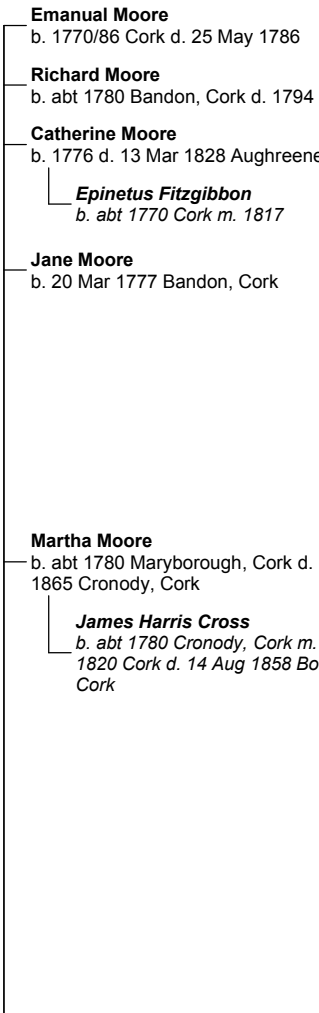 Emanual Moore
b. 1770/86 Cork d. 25 May 1786
Richard Moore
b. abt 1780 Bandon, Cork d. 1794
Catherine Moore
b. 1776 d. 13 Mar 1828
Epinetus Fitzgibbon
b. abt 1770 Cork m. 1817
Jane Moore
b. 20 Mar 1777 Bandon, Cork
Martha Moore
b. abt 1780 Maryborough, Cork d.
1865 Cronody, Cork
James Harris Cross
b. abt 1780 Cronody, Cork m.
1820 Cork d. 14 Aug 1858
Cork